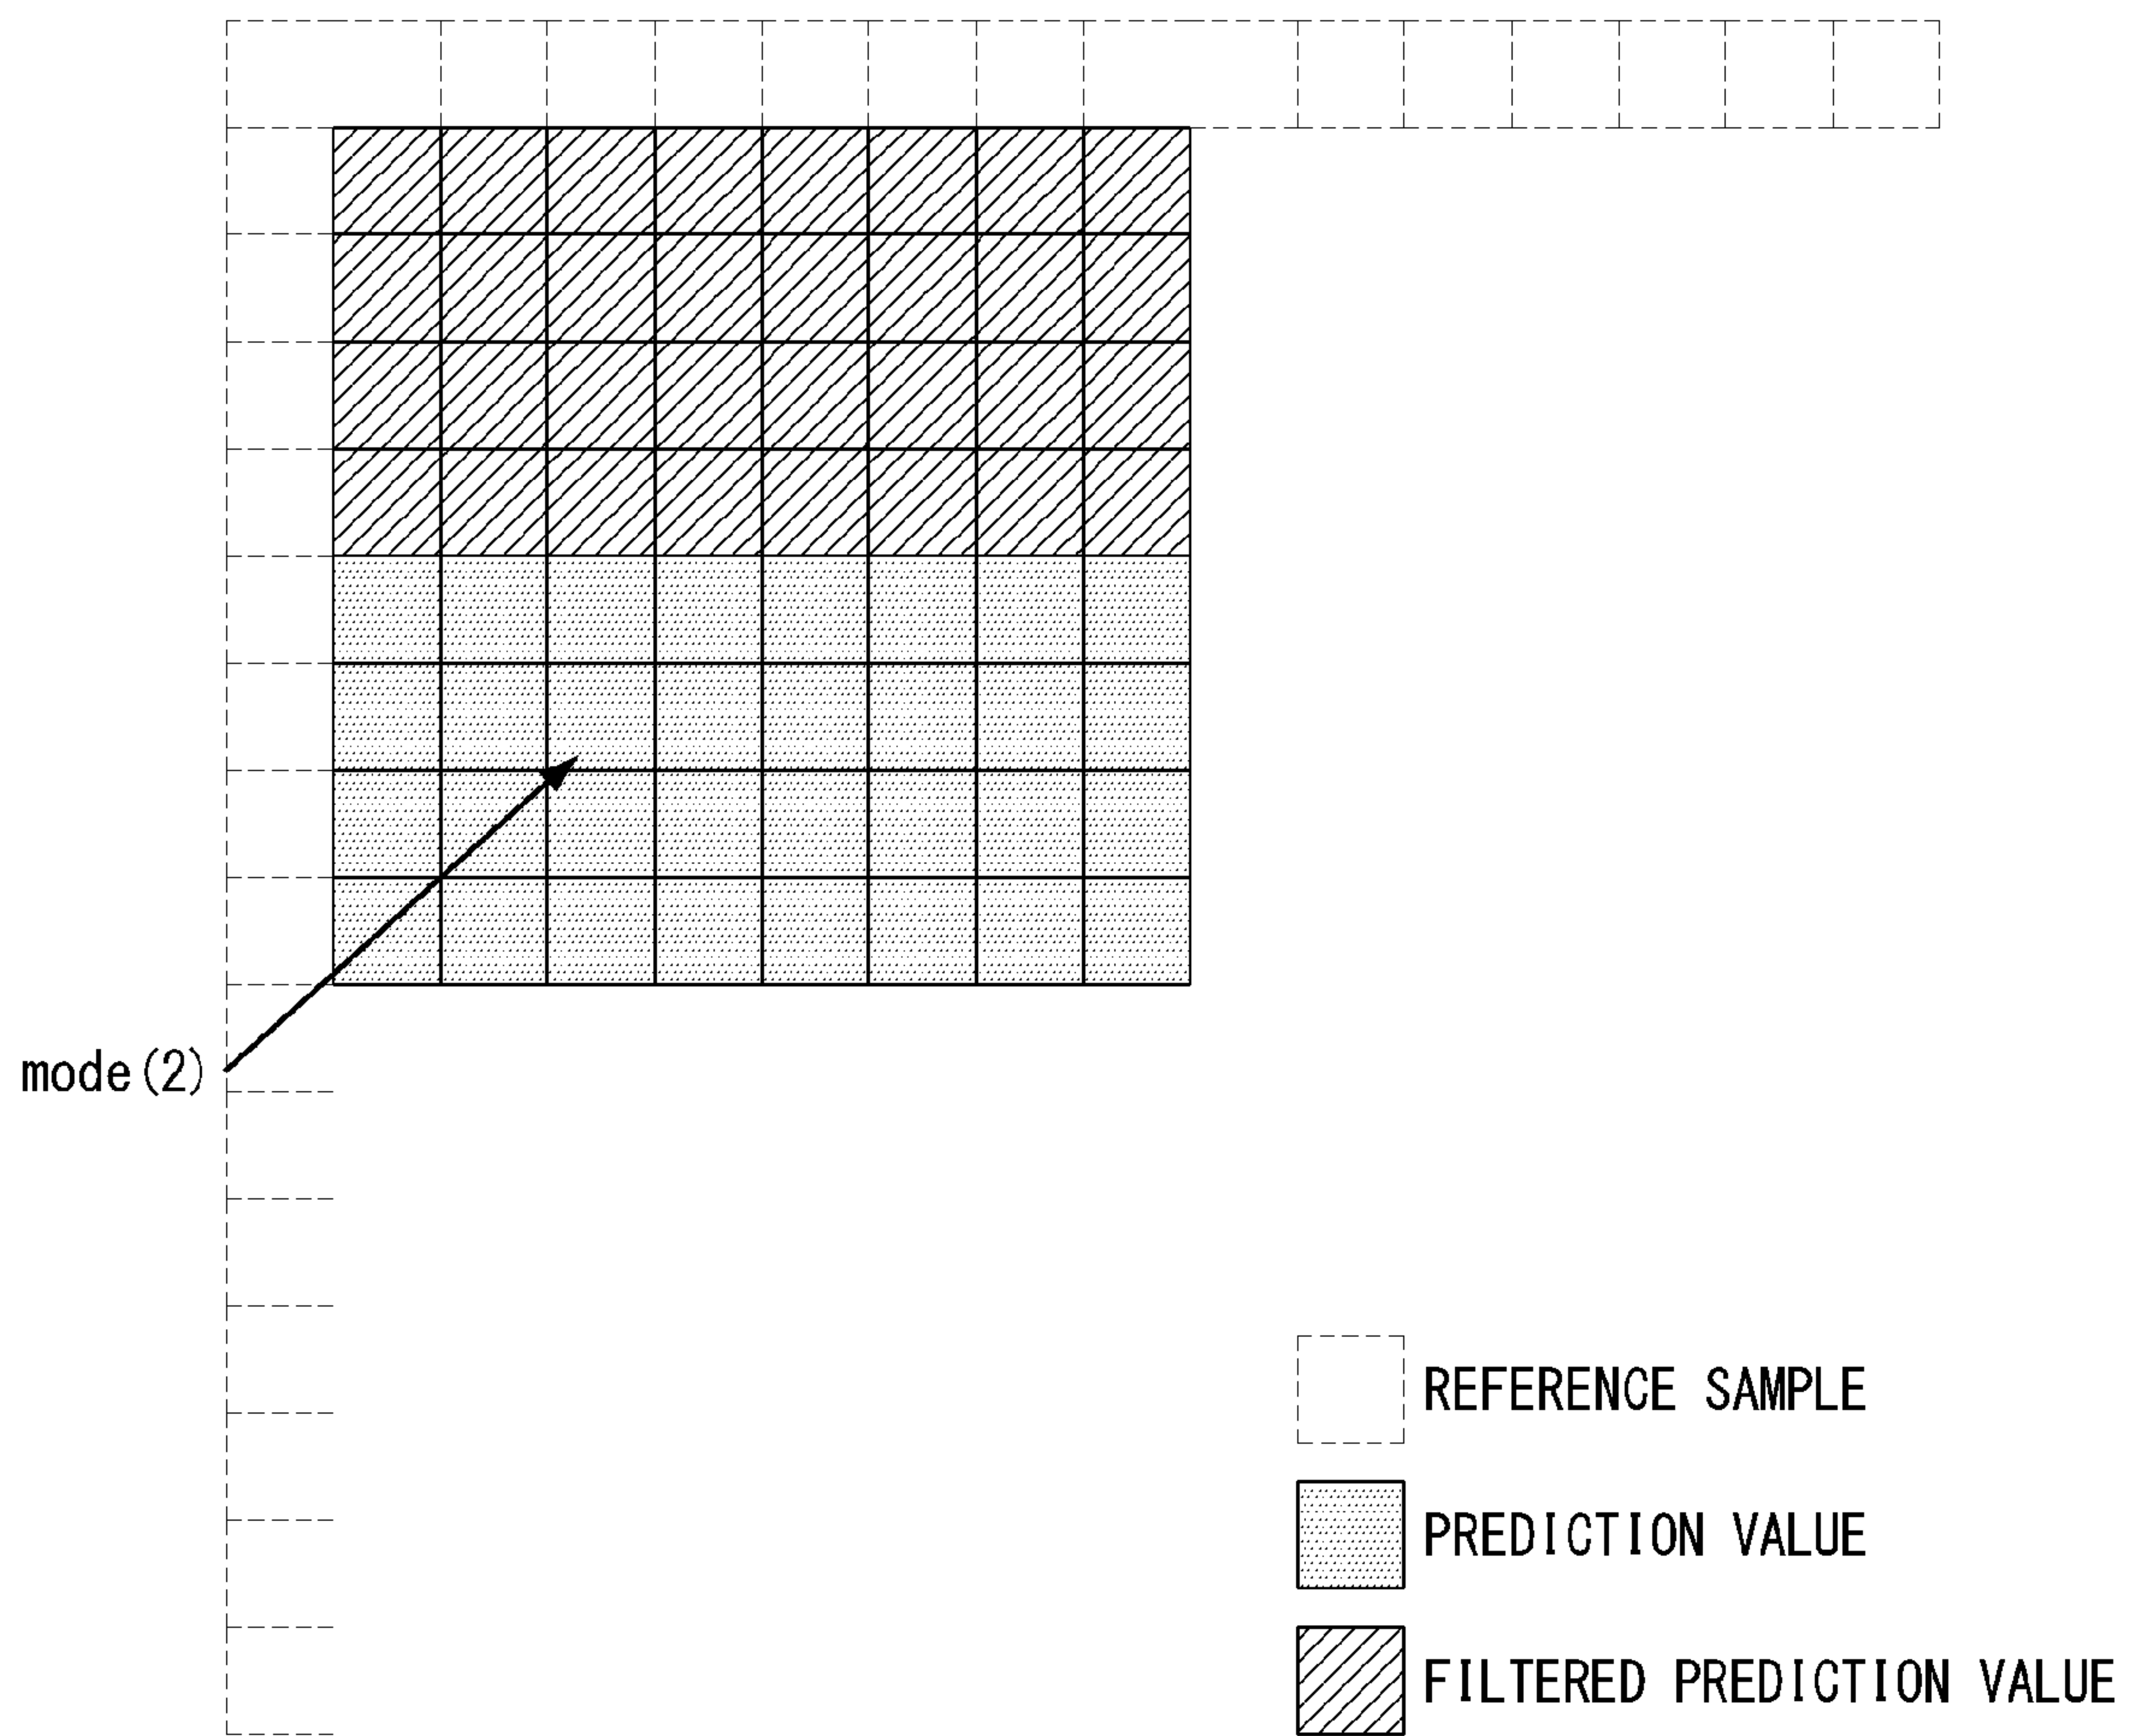 mode(2)
REFERENCE SAMPLE
PREDICTION VALUE
FILTERED PREDICTION VALUE